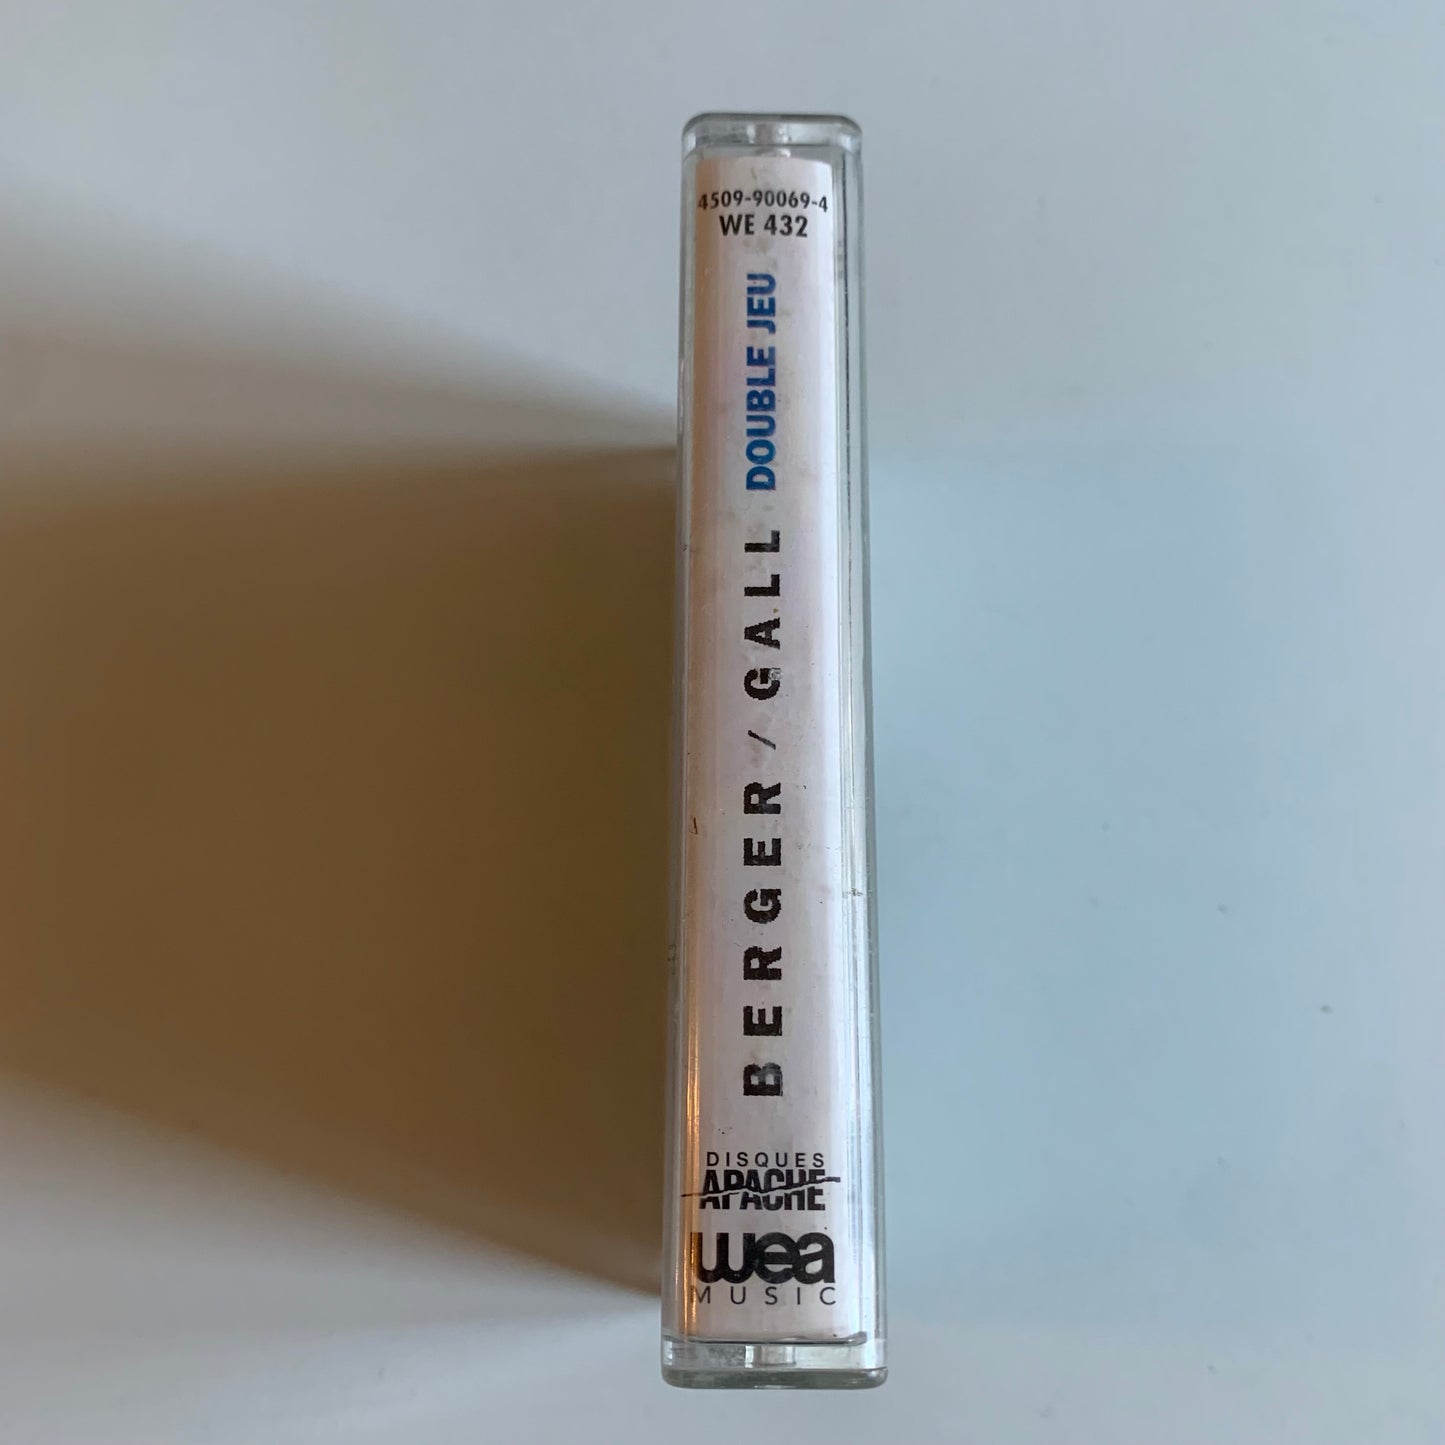 4509-90069-4
WE 432
BERGER / GALL DOUBLE JEU
DISQUES
APACHE
wea
MUSIC